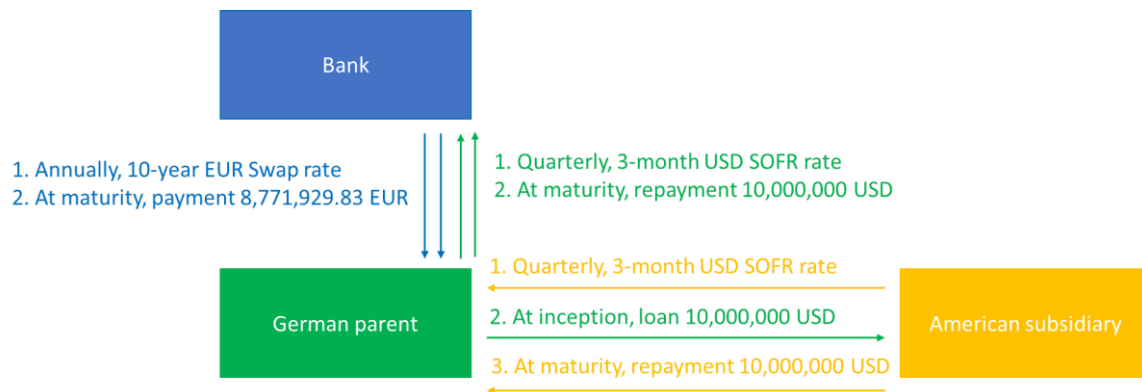 Bank
1. Annually, 10-year EUR Swap rate
2. At maturity, payment 8,771,929.83 EUR
1. Quarterly, 3-month USD SOFR rate
2. At maturity, repayment 10,000,000 USD
German parent
1. Quarterly, 3-month USD SOFR rate
2. At inception, loan 10,000,000 USD
3. At maturity, repayment 10,000,000 USD
American subsidiary